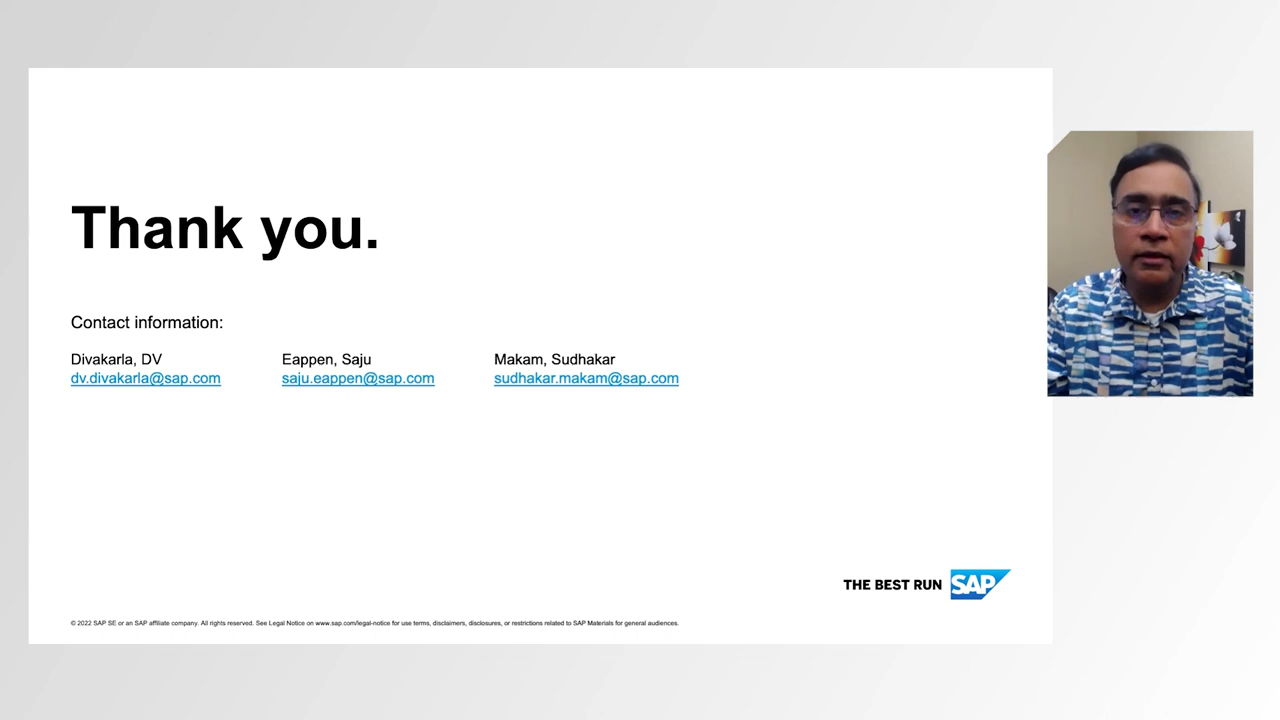 Thank you.
Contact information:
Divakarla, DV
dv.divakarla@sap.com
Eappen, Saju
saju.eappen@sap.com
Makam, Sudhakar
sudhakar.makam@sap.com
THE BEST RUN SAP
© 2022 SAP SE or an SAP affiliate company. All rights reserved. See Legal Notice on www.sap.com/legal-notice for use terms, disclaimers, disclosures, or restrictions related to SAP Materials for general audiences.